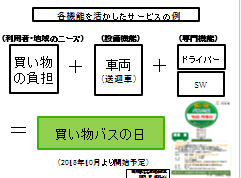 各機能を活かしたサービスの例
(利用者・地域のニーズ) (設備機能) (専門機能)
買い物
の負担
+
車両
(送迎車)
+
ドライバー
SW
=
買い物バスの日
(2018年10月より開始予定)